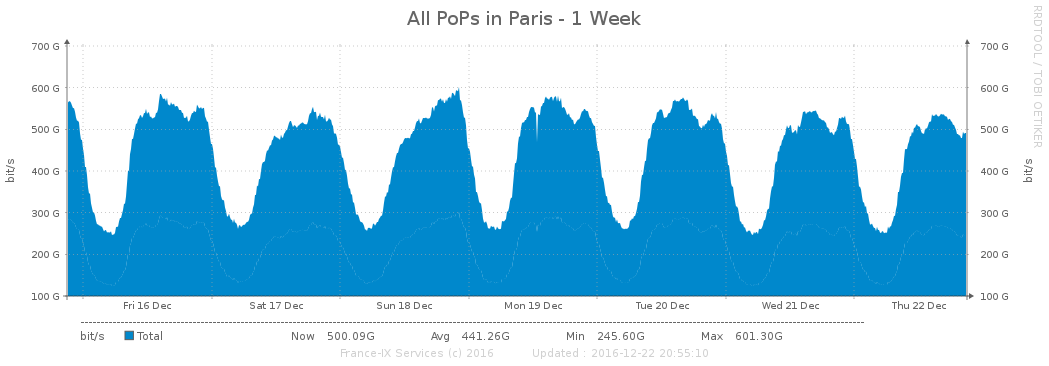 All PoPs in Paris - 1 Week
RRDTOOL / TOBI OETIKER
700 G 700 G
600 G 600 G
500 G 500 G
400 G 400 G
300 G 300 G
200 G 200 G
100 G 100 G
bit/s bit/s
Fri 16 Dec Sat 17 Dec Sun 18 Dec Mon 19 Dec Tue 20 Dec Wed 21 Dec Thu 22 Dec
bit/s Total Now 500.09G Avg 441.26G Min 245.60G Max 601.30G
France-IX Services (c) 2016 Updated : 2016-12-22 20:55:10